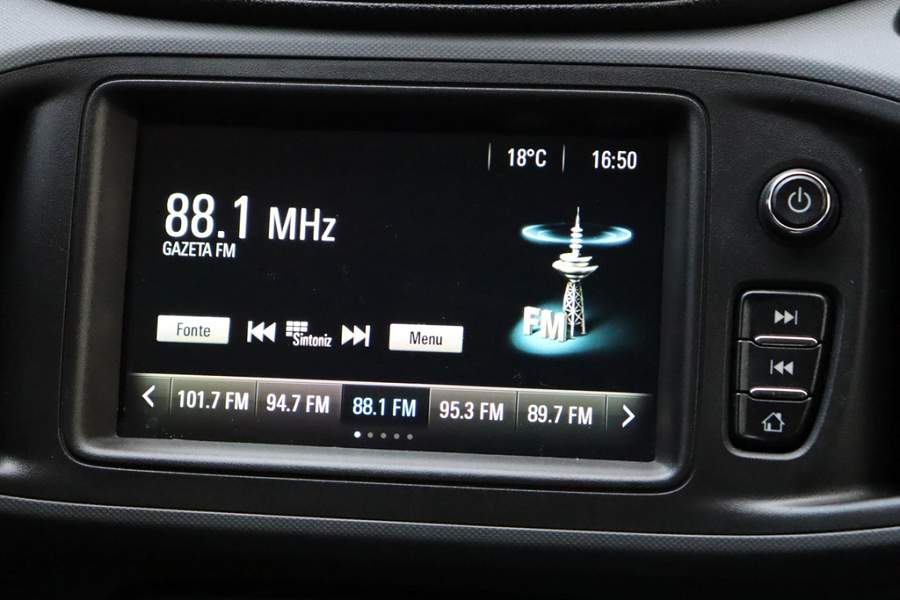 18°C 16:50
88.1 MHz
GAZETA FM
FM
Fonte Sintoniz Menu
101.7 FM 94.7 FM 88.1 FM 95.3 FM 89.7 FM